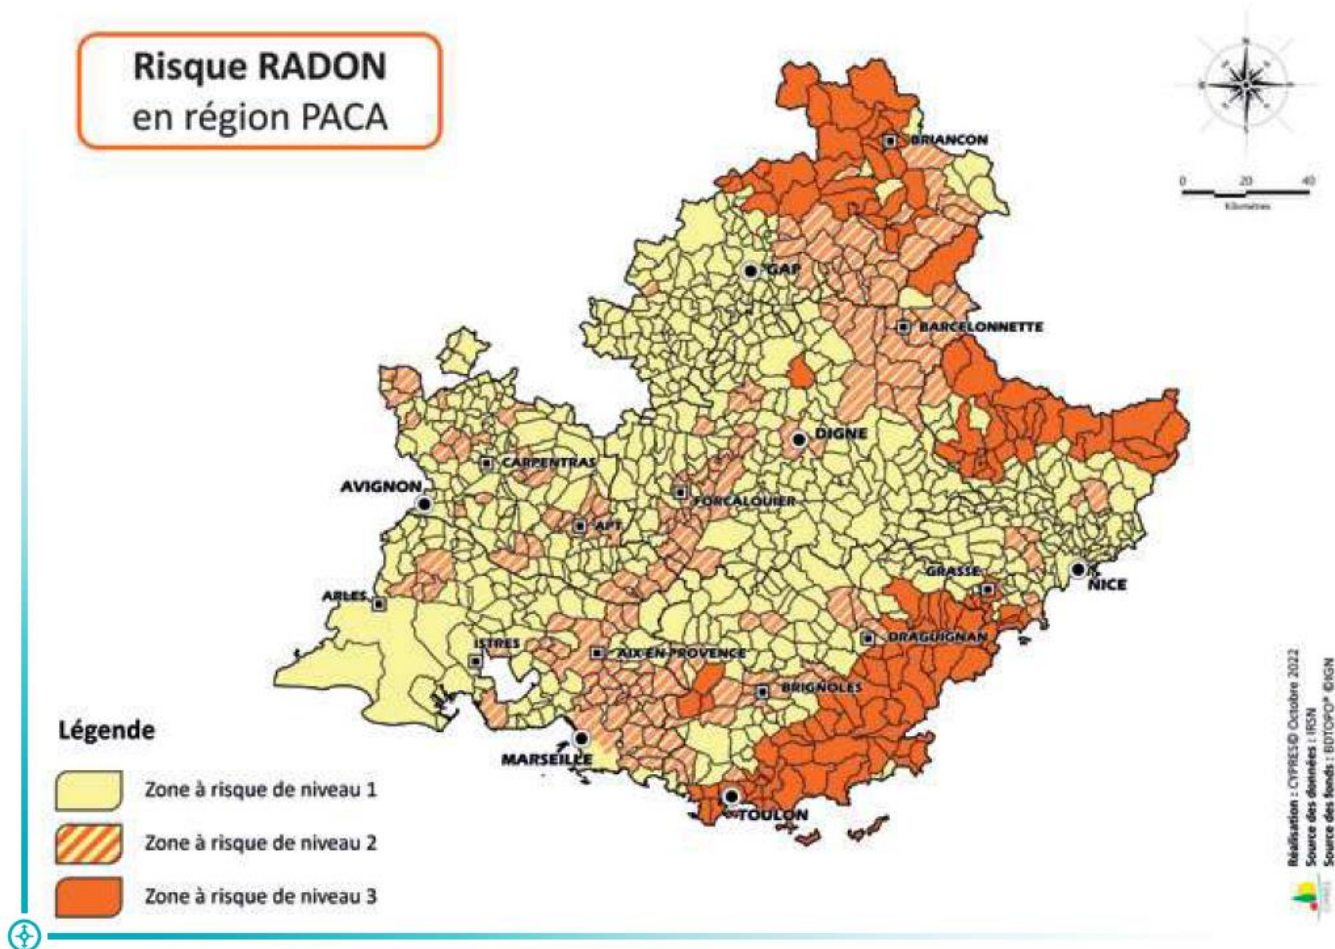 Risque RADON
en région PACA
N
0 20 40
Kilomètres
BRIANCON
GAP
BARCELONNETTE
DIGNE
CARPENTRAS
AVIGNON
FORCALQUIER
APT
GRASSE
NICE
ARLES
DRAGUIGNAN
ISTRES
AIX-EN-PROVENCE
BRIGNOLES
MARSEILLE
TOULON
Légende
Zone à risque de niveau 1
Zone à risque de niveau 2
Zone à risque de niveau 3
Réalisation : CYPRES© Octobre 2022
Source des données : IRSN
Source des fonds : BDTOPO® ©IGN
CYPRES